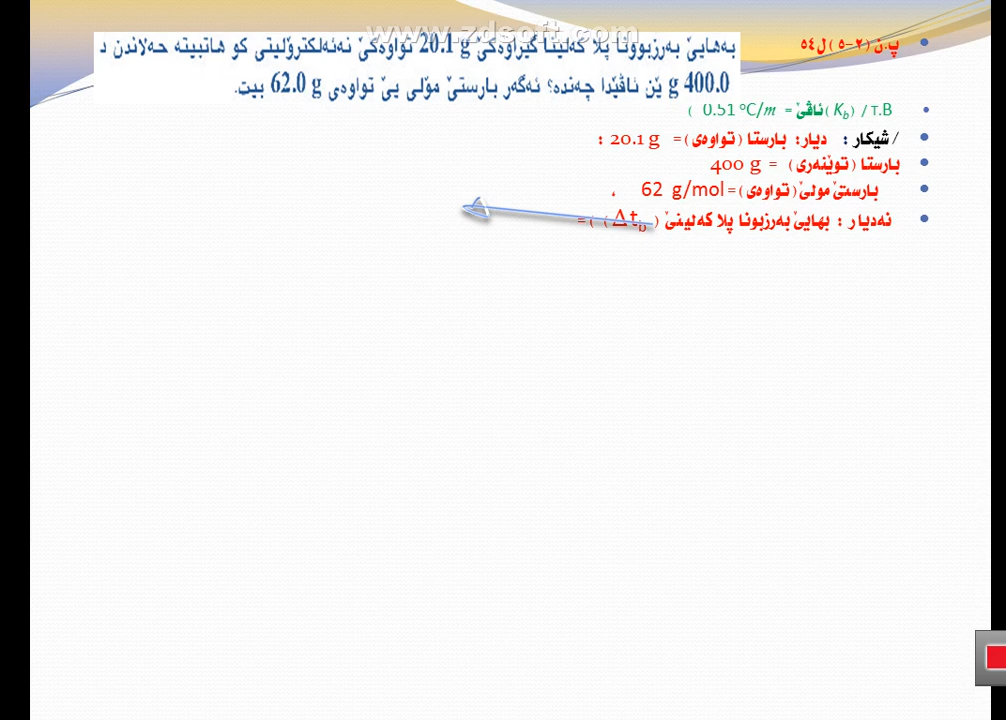 www.zdsoft.com
پ.ن (٢-٥) ل٥٤
بەهایێ بەرزبوونا پلا کەلینا گیراوەکێ 20.1 g تواوەکێ نەئەلکترۆلیتی کو هاتییتە حەلاندن د
400.0 g یێن ئاڤێدا چەندە؟ ئەگەر بارستێ مۆلی یێ تواوەی 62.0 g بیت.
T.B / (Kb) ئاڤێ = 0.51 °C/m )
/ شیکار : دیار: بارستا (تواوەی) = 20.1 g :
بارستا (توێنەری) = 400 g
بارستێ مولێ (تواوەی) = 62 g/mol ،
نەدیار : بهایێ بەرزبونا پلا کەلینێ ( Δtb ) ) =